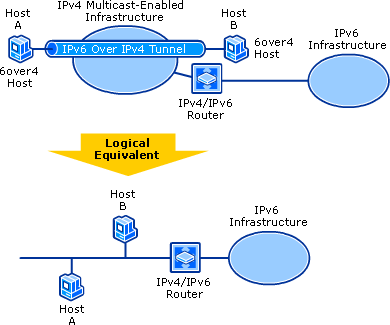 Host
A
IPv4 Multicast-Enabled
Infrastructure
Host
B
IPv6
Infrastructure
IPv6 Over IPv4 Tunnel
6over4
Host
6over4
Host
IPv4/IPv6
Router
Logical
Equivalent
Host
B
IPv6
Infrastructure
IPv4/IPv6
Router
Host
A